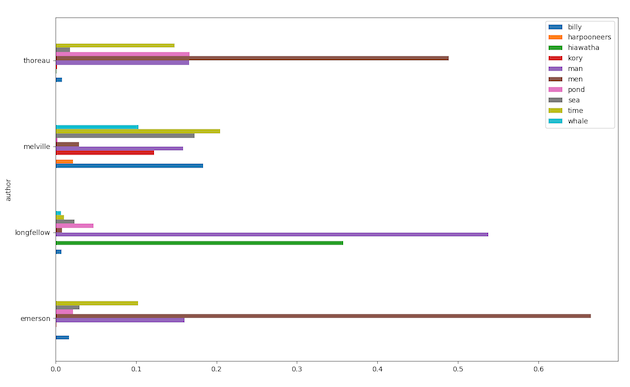 billy
harpooneers
hiawatha
kory
man
men
pond
sea
time
whale
thoreau
melville
longfellow
emerson
author
0.0 0.1 0.2 0.3 0.4 0.5 0.6